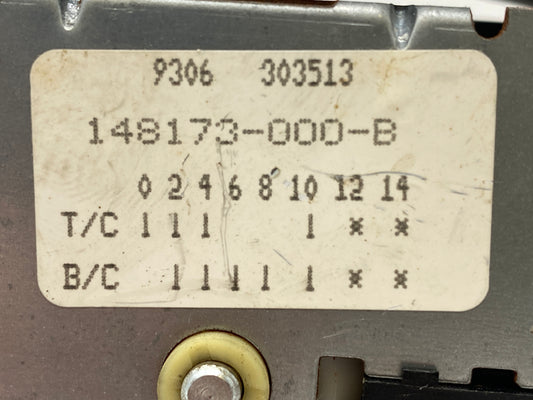 9306 303513
148173-000-B
0 2 4 6 8 10 12 14
T/C 1 1 1 1 * *
B/C 1 1 1 1 1 * *